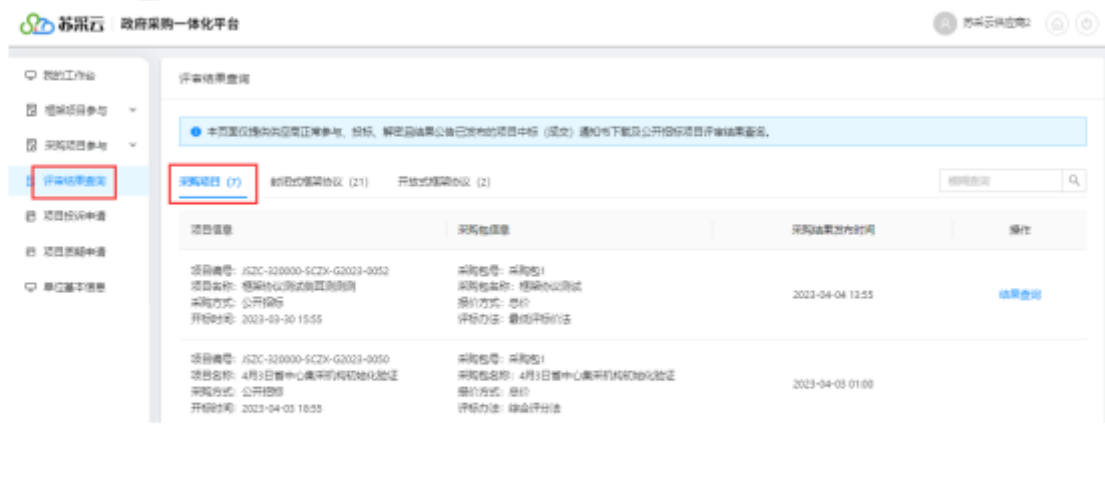 苏采云 政府采购一体化平台
苏采云供应商2
我的工作台
框架项目参与
采购项目参与
评审结果查询
项目投诉申请
项目质疑申请
单位基本信息
评审结果查询
本页面仅提供供应商正常参与、投标、解密且结果公告已发布的项目中标（成交）通知书下载及公开招标项目评审结果查看。
采购项目 (7) 封闭式框架协议 (21) 开放式框架协议 (2)
模糊查询
项目信息 采购包信息 采购结果发布时间 操作
项目编号: JSZC-320000-SCZX-G2023-0052 采购包号: 采购包1
项目名称: 框架协议测试 采购包名称: 框架协议测试
采购方式: 公开招标 报价方式: 总价
开标时间: 2023-03-30 15:55 评标办法: 最低评标价法
2023-04-04 13:55 结果查询
项目编号: JSZC-320000-SCZX-G2023-0050 采购包号: 采购包1
项目名称: 4月3日省中心集采机构初始化验证 采购包名称: 4月3日省中心集采机构初始化验证
采购方式: 公开招标 报价方式: 总价
开标时间: 2023-04-03 18:55 评标办法: 综合评分法
2023-04-03 01:00